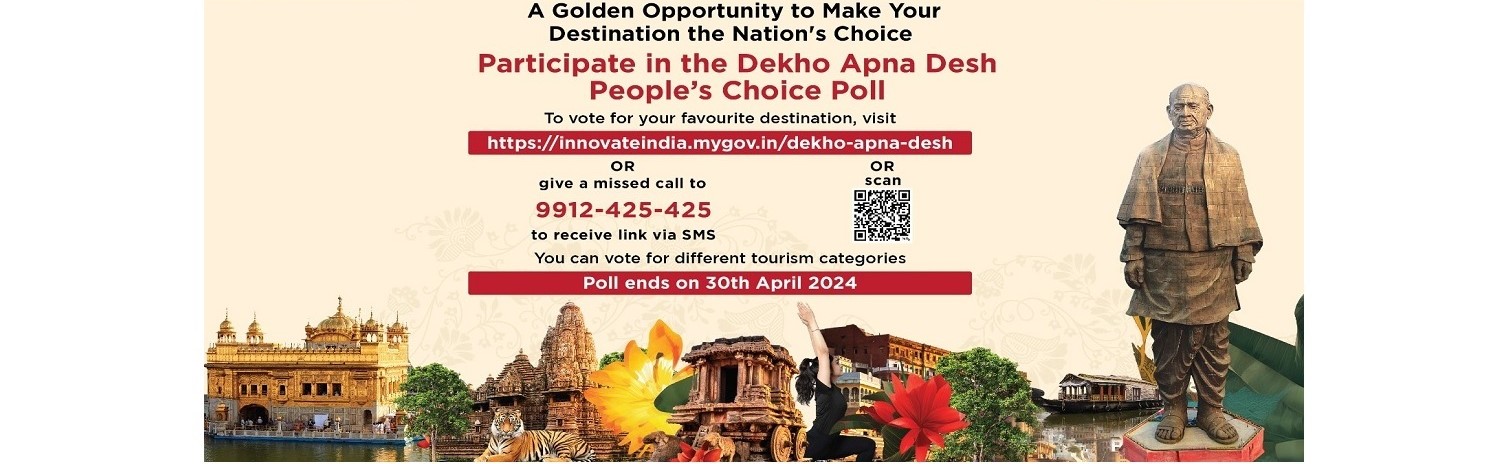 A Golden Opportunity to Make Your
Destination the Nation's Choice
Participate in the Dekho Apna Desh
People’s Choice Poll
To vote for your favourite destination, visit
https://innovateindia.mygov.in/dekho-apna-desh
OR
give a missed call to
9912-425-425
to receive link via SMS
OR
scan
You can vote for different tourism categories
Poll ends on 30th April 2024